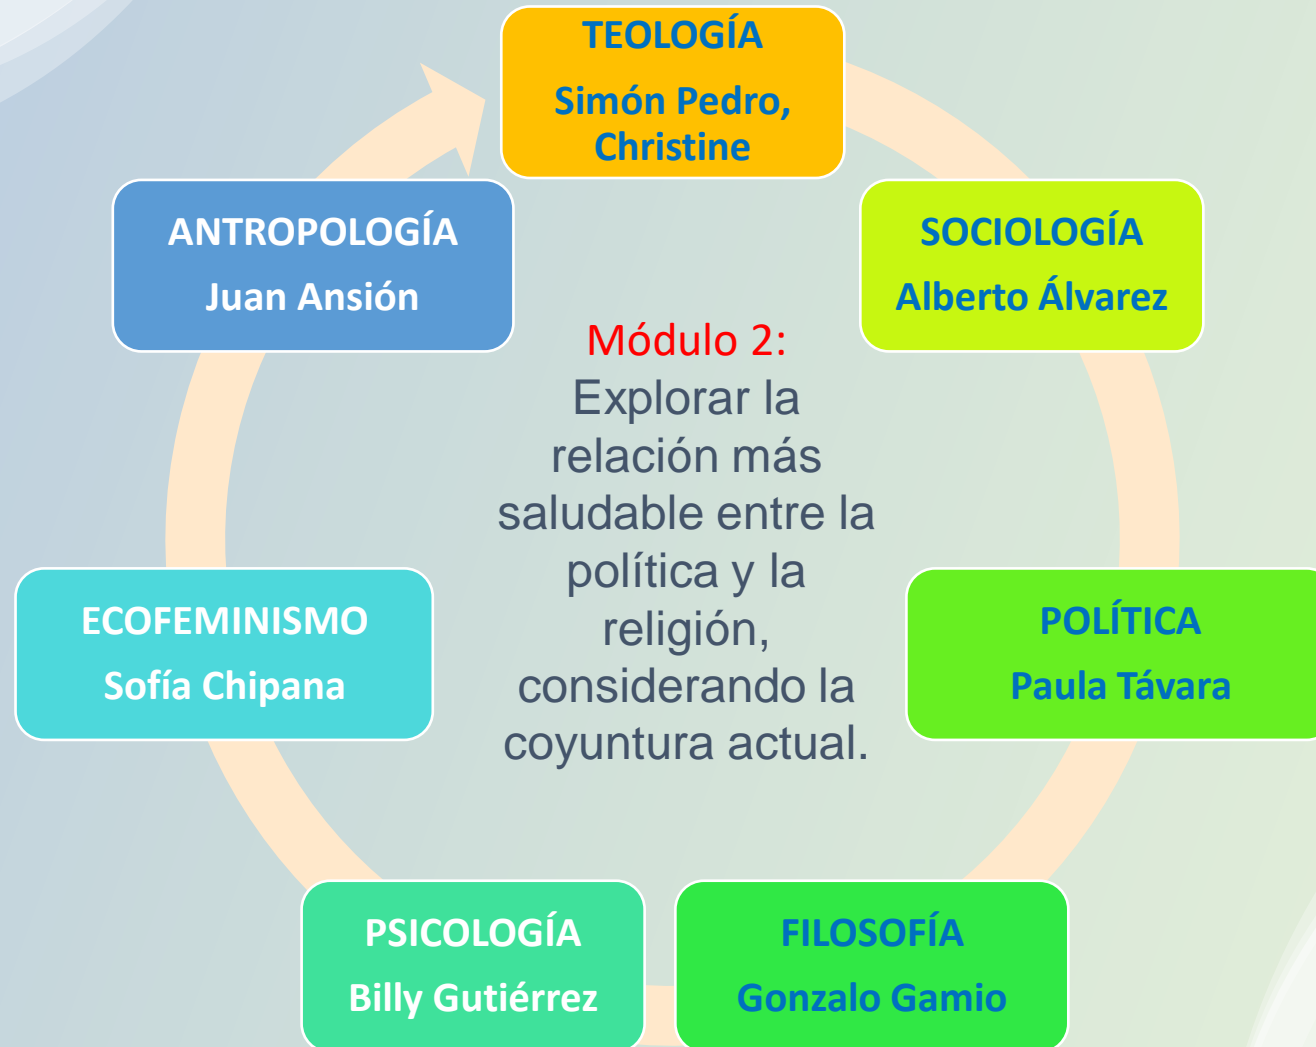 TEOLOGÍA
Simón Pedro,
Christine
SOCIOLOGÍA
Alberto Álvarez
POLÍTICA
Paula Távara
FILOSOFÍA
Gonzalo Gamio
PSICOLOGÍA
Billy Gutiérrez
ECOFEMINISMO
Sofía Chipana
ANTROPOLOGÍA
Juan Ansión
Módulo 2:
Explorar la
relación más
saludable entre la
política y la
religión,
considerando la
coyuntura actual.